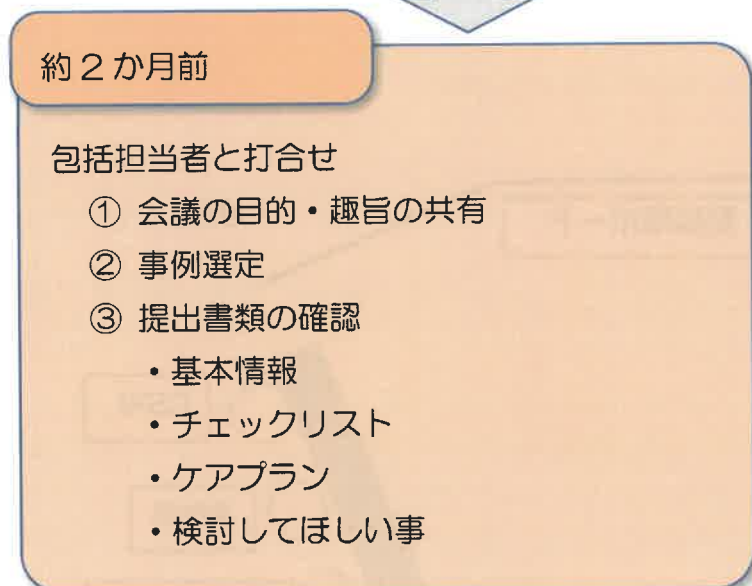 約２か月前
包括担当者と打合せ
① 会議の目的・趣旨の共有
② 事例選定
③ 提出書類の確認
・基本情報
・チェックリスト
・ケアプラン
・検討してほしい事